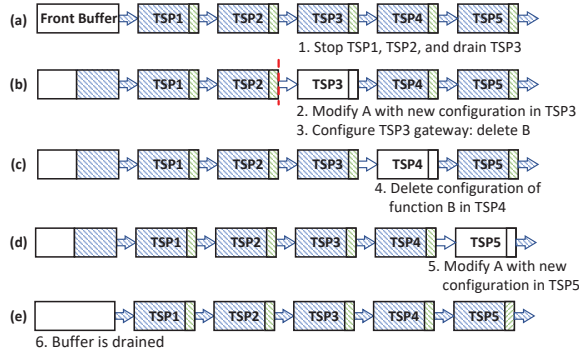 (a) Front Buffer TSP1 TSP2 TSP3 TSP4 TSP5
1. Stop TSP1, TSP2, and drain TSP3
(b) TSP1 TSP2 TSP3 TSP4 TSP5
2. Modify A with new configuration in TSP3
3. Configure TSP3 gateway: delete B
(c) TSP1 TSP2 TSP3 TSP4 TSP5
4. Delete configuration of
function B in TSP4
(d) TSP1 TSP2 TSP3 TSP4 TSP5
5. Modify A with new
configuration in TSP5
(e) TSP1 TSP2 TSP3 TSP4 TSP5
6. Buffer is drained